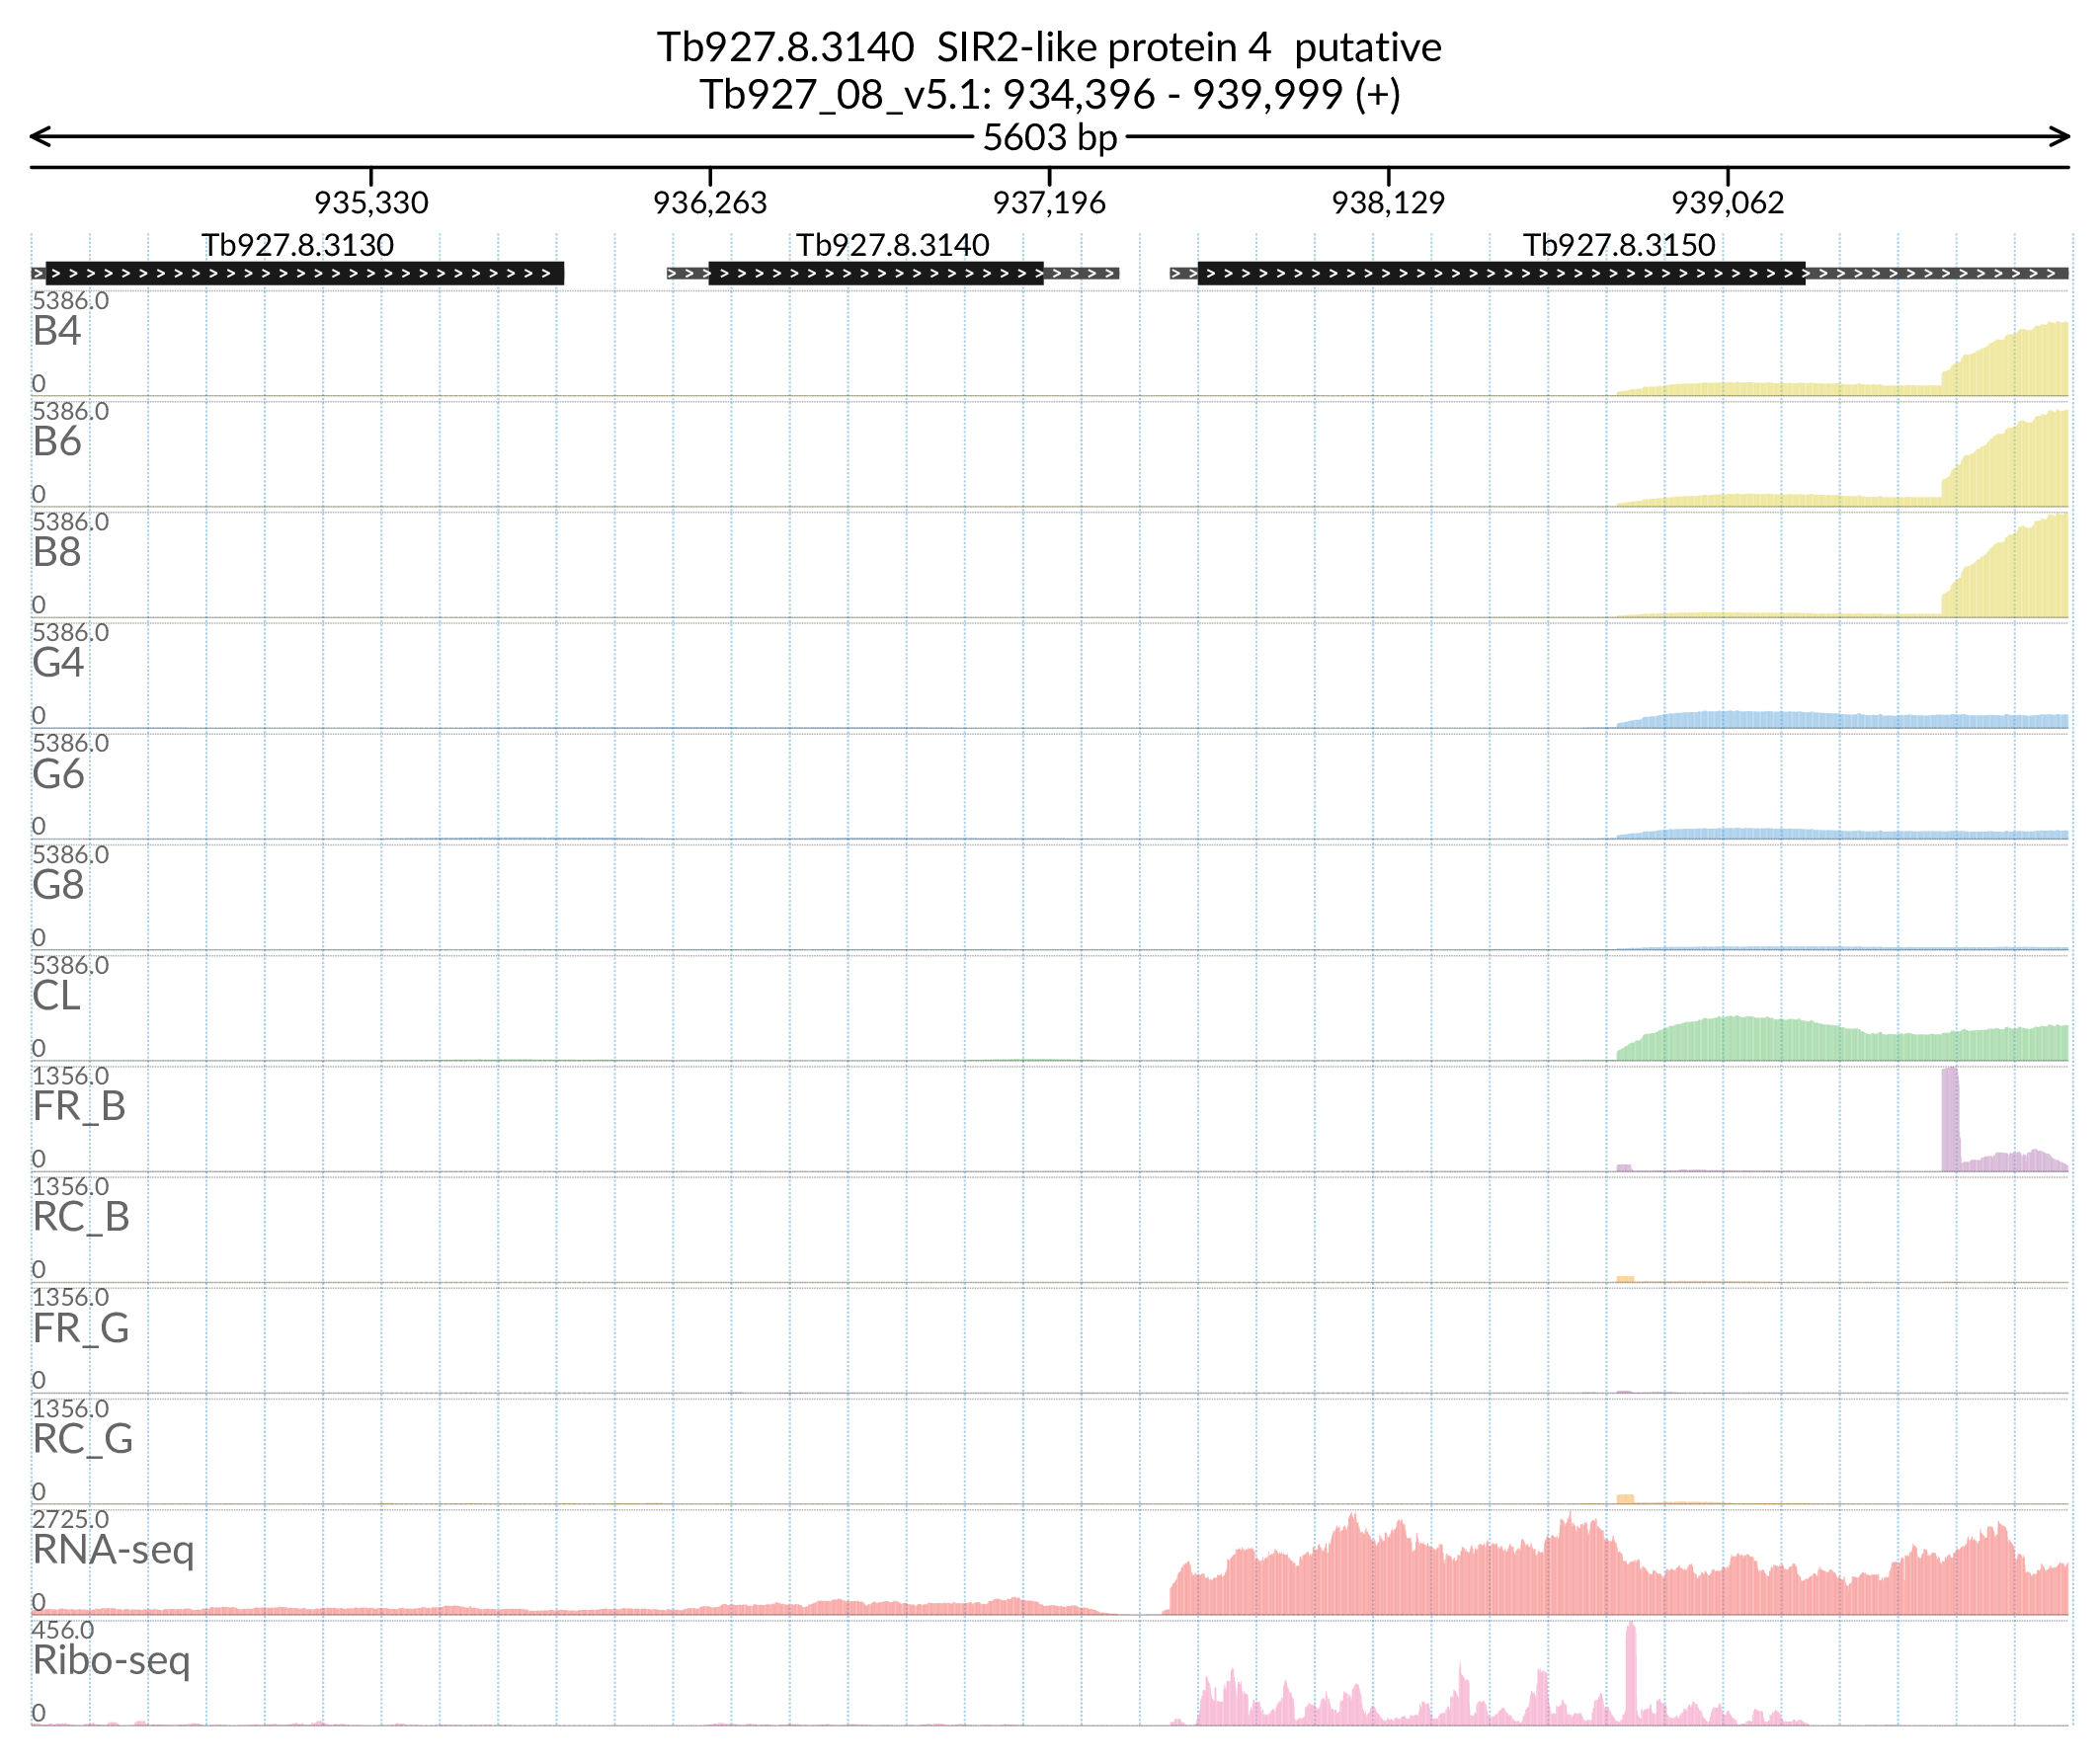 Tb927.8.3140  SIR2-like protein 4  putative
Tb927_08_v5.1: 934,396 - 939,999 (+)
5603 bp
935,330 936,263 937,196 938,129 939,062
Tb927.8.3130 Tb927.8.3140 Tb927.8.3150
5386.0
B4
0
5386.0
B6
0
5386.0
B8
0
5386.0
G4
0
5386.0
G6
0
5386.0
G8
0
5386.0
CL
0
1356.0
FR_B
0
1356.0
RC_B
0
1356.0
FR_G
0
1356.0
RC_G
0
2725.0
RNA-seq
0
456.0
Ribo-seq
0